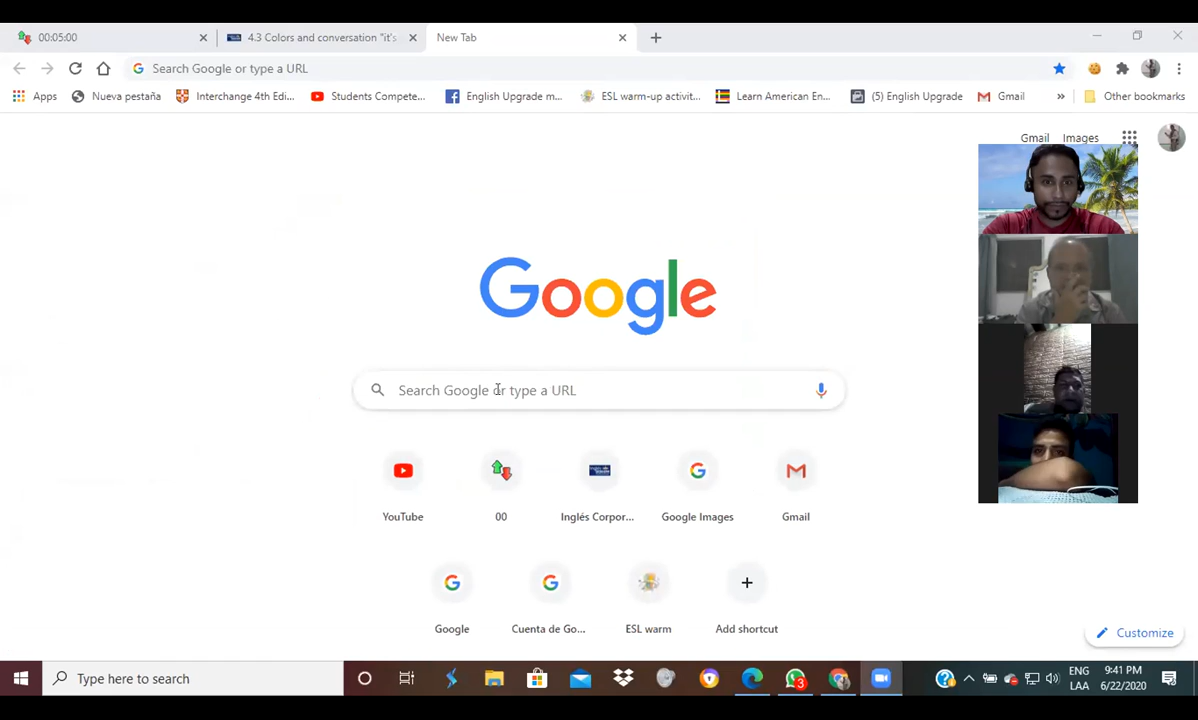 00:05:00
4.3 Colors and conversation "it's
New Tab
Search Google or type a URL
Apps
Nueva pestaña
Interchange 4th Edi...
Students Compete...
English Upgrade m...
ESL warm-up activit...
Learn American En...
(5) English Upgrade
Gmail
»
Other bookmarks
Gmail
Images
Google
Search Google or type a URL
YouTube
00
Inglés Corpor...
Google Images
Gmail
Google
Cuenta de Go...
ESL warm
Add shortcut
Customize
Type here to search
3
ENG
LAA
9:41 PM
6/22/2020